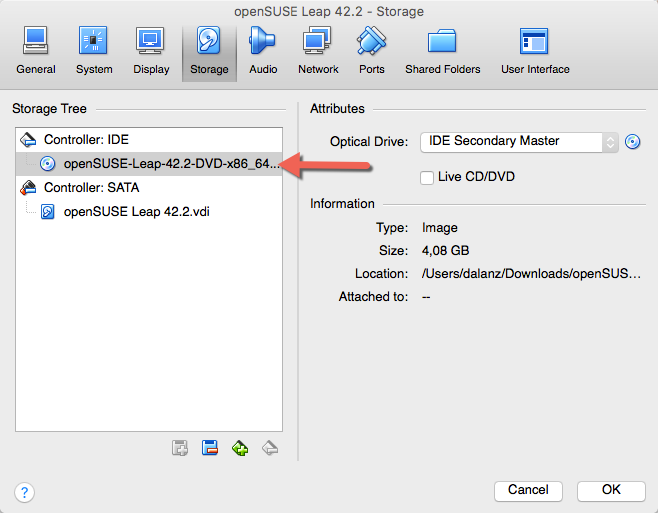 openSUSE Leap 42.2 - Storage
General System Display Storage Audio Network Ports Shared Folders User Interface
Storage Tree
Controller: IDE
openSUSE-Leap-42.2-DVD-x86_64...
Controller: SATA
openSUSE Leap 42.2.vdi
Attributes
Optical Drive: IDE Secondary Master
Live CD/DVD
Information
Type: Image
Size: 4,08 GB
Location: /Users/dalanz/Downloads/openSUS...
Attached to: --
?
Cancel OK